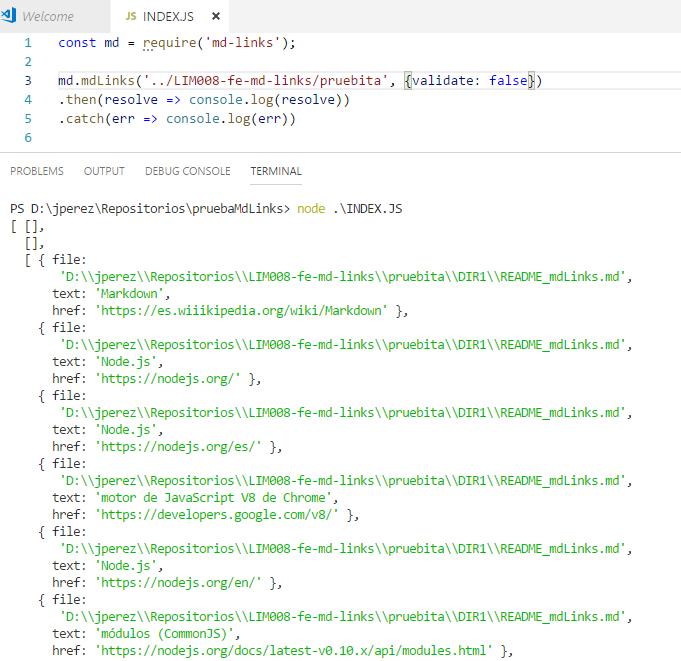 Welcome JS INDEX.JS ×
1 const md = require('md-links');
2
3 md.mdLinks('../LIM008-fe-md-links/pruebita', {validate: false})
4 .then(resolve => console.log(resolve))
5 .catch(err => console.log(err))
6
PROBLEMS OUTPUT DEBUG CONSOLE TERMINAL
PS D:\jperez\Repositorios\pruebaMdLinks> node .\INDEX.JS
[ [],
[],
[ { file:
'D:\\jperez\\Repositorios\\LIM008-fe-md-links\\pruebita\\DIR1\\README_mdLinks.md',
text: 'Markdown',
href: 'https://es.wiiikipedia.org/wiki/Markdown' },
{ file:
'D:\\jperez\\Repositorios\\LIM008-fe-md-links\\pruebita\\DIR1\\README_mdLinks.md',
text: 'Node.js',
href: 'https://nodejs.org/' },
{ file:
'D:\\jperez\\Repositorios\\LIM008-fe-md-links\\pruebita\\DIR1\\README_mdLinks.md',
text: 'Node.js',
href: 'https://nodejs.org/es/' },
{ file:
'D:\\jperez\\Repositorios\\LIM008-fe-md-links\\pruebita\\DIR1\\README_mdLinks.md',
text: 'motor de JavaScript V8 de Chrome',
href: 'https://developers.google.com/v8/' },
{ file:
'D:\\jperez\\Repositorios\\LIM008-fe-md-links\\pruebita\\DIR1\\README_mdLinks.md',
text: 'Node.js',
href: 'https://nodejs.org/en/' },
{ file:
'D:\\jperez\\Repositorios\\LIM008-fe-md-links\\pruebita\\DIR1\\README_mdLinks.md',
text: 'módulos (CommonJS)',
href: 'https://nodejs.org/docs/latest-v0.10.x/api/modules.html' },